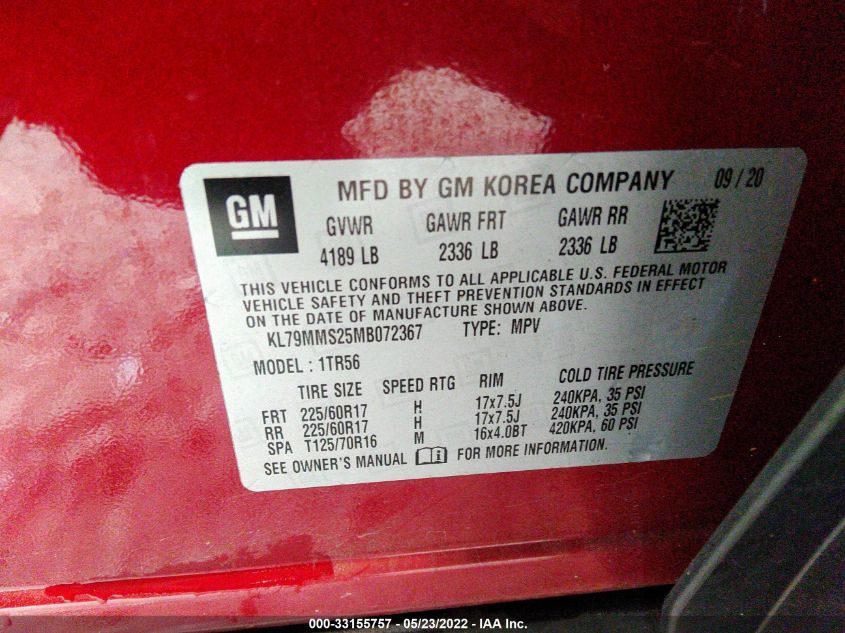 GM
MFD BY GM KOREA COMPANY 09 / 20
GVWR GAWR FRT GAWR RR
4189 LB 2336 LB 2336 LB
THIS VEHICLE CONFORMS TO ALL APPLICABLE U.S. FEDERAL MOTOR
VEHICLE SAFETY AND THEFT PREVENTION STANDARDS IN EFFECT
ON THE DATE OF MANUFACTURE SHOWN ABOVE.
KL79MMS25MB072367 TYPE: MPV
MODEL : 1TR56
TIRE SIZE SPEED RTG RIM COLD TIRE PRESSURE
FRT 225/60R17 H 17x7.5J 240KPA, 35 PSI
RR 225/60R17 H 17x7.5J 240KPA, 35 PSI
SPA T125/70R16 M 16x4.0BT 420KPA, 60 PSI
SEE OWNER'S MANUAL FOR MORE INFORMATION.
000-33155757 - 05/23/2022 - IAA Inc.